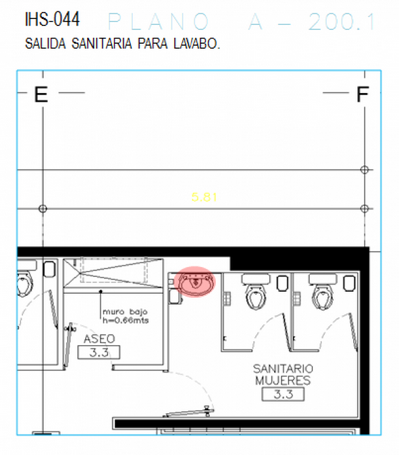 IHS-044 PLANO A-200.1
SALIDA SANITARIA PARA LAVABO.
E F
5.81
muro bajo
h=0.66mts
ASEO
3.3
SANITARIO
MUJERES
3.3